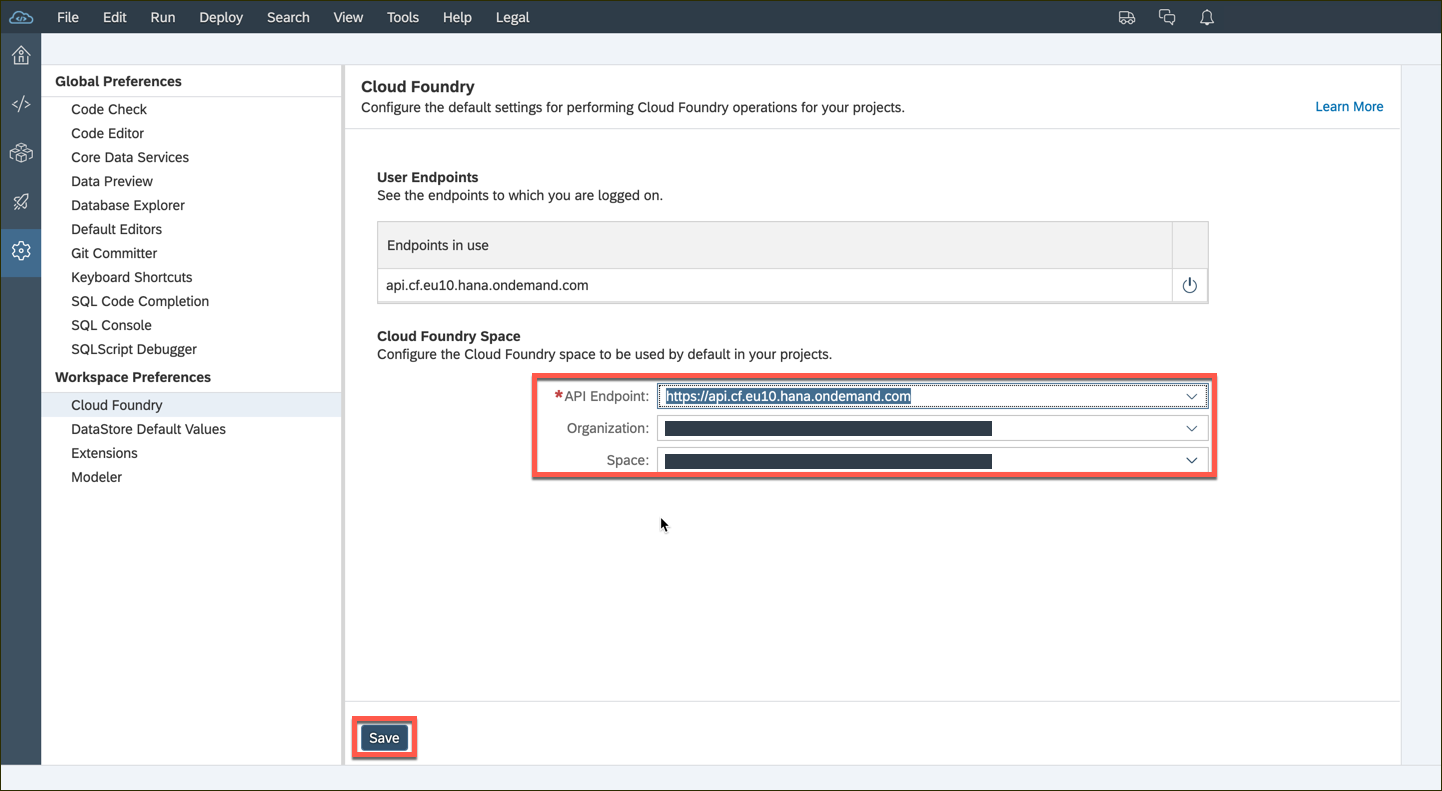 File Edit Run Deploy Search View Tools Help Legal
Global Preferences
Code Check
Code Editor
Core Data Services
Data Preview
Database Explorer
Default Editors
Git Committer
Keyboard Shortcuts
SQL Code Completion
SQL Console
SQLScript Debugger
Workspace Preferences
Cloud Foundry
DataStore Default Values
Extensions
Modeler
Cloud Foundry
Configure the default settings for performing Cloud Foundry operations for your projects.
Learn More
User Endpoints
See the endpoints to which you are logged on.
Endpoints in use
api.cf.eu10.hana.ondemand.com
Cloud Foundry Space
Configure the Cloud Foundry space to be used by default in your projects.
*API Endpoint: https://api.cf.eu10.hana.ondemand.com
Organization:
Space:
Save